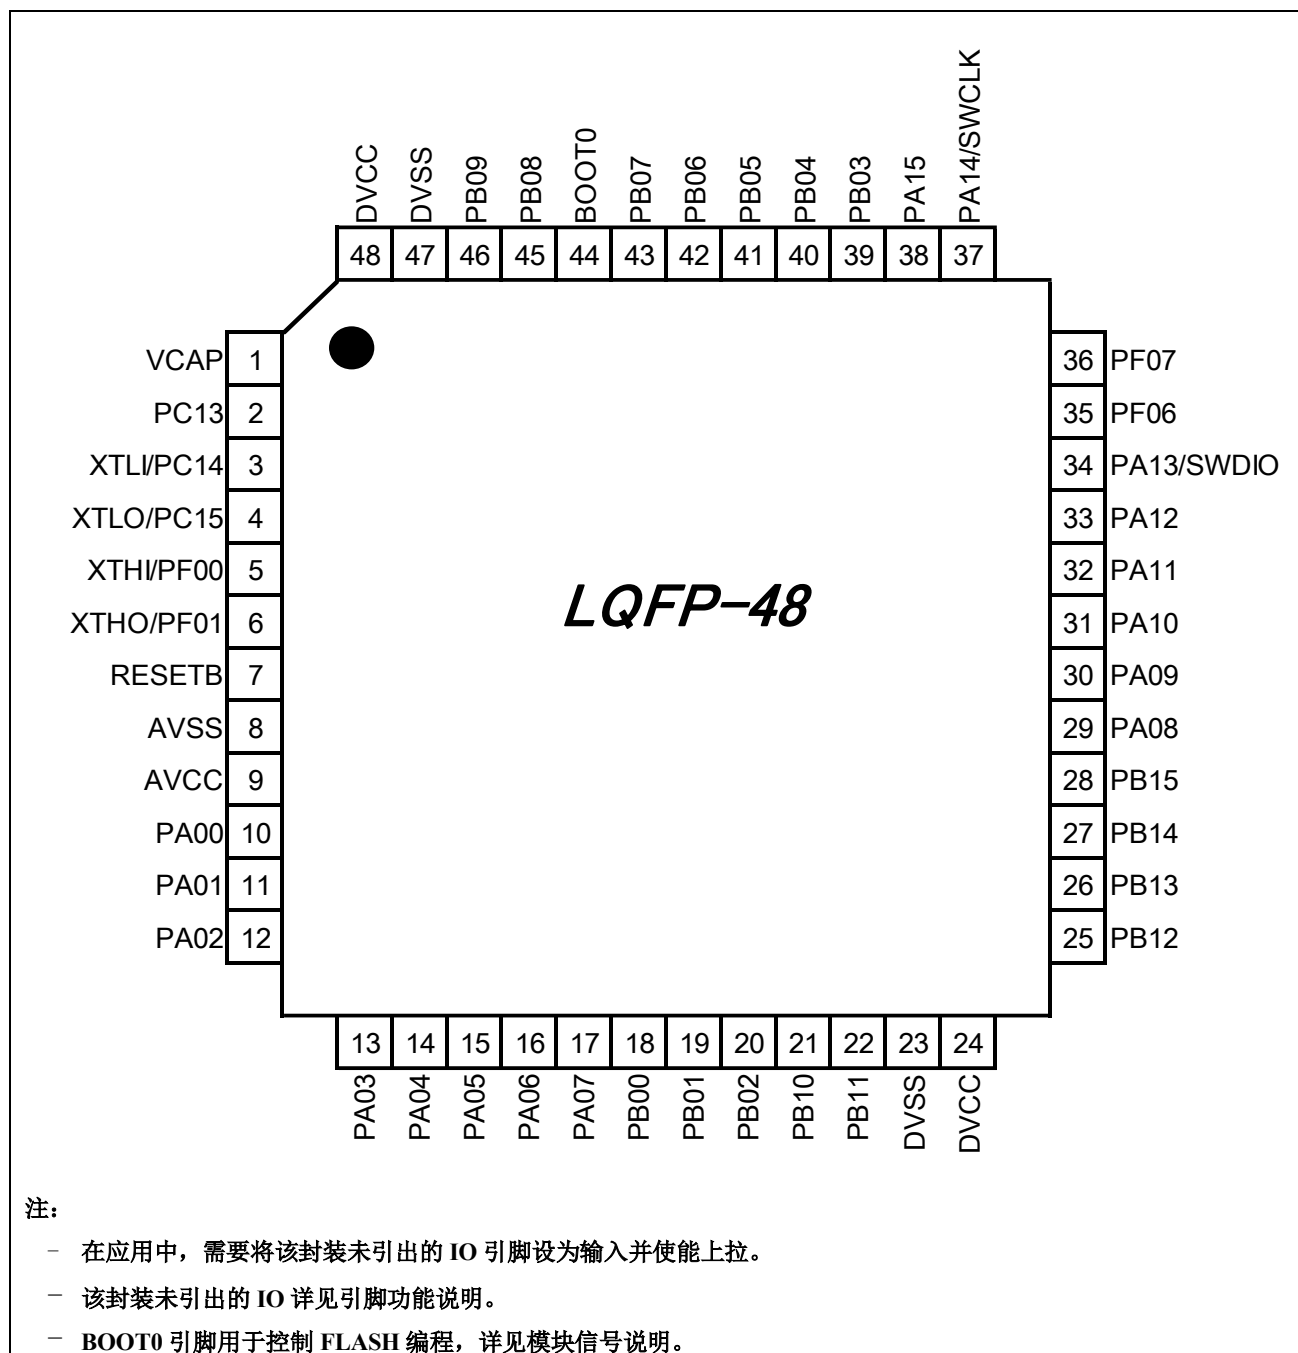 DVCC
DVSS
PB09
PB08
BOOT0
PB07
PB06
PB05
PB04
PB03
PA15
PA14/SWCLK
48 47 46 45 44 43 42 41 40 39 38 37
VCAP 1
PC13 2
XTLI/PC14 3
XTLO/PC15 4
XTHI/PF00 5
XTHO/PF01 6
RESETB 7
AVSS 8
AVCC 9
PA00 10
PA01 11
PA02 12
LQFP-48
36 PF07
35 PF06
34 PA13/SWDIO
33 PA12
32 PA11
31 PA10
30 PA09
29 PA08
28 PB15
27 PB14
26 PB13
25 PB12
13 14 15 16 17 18 19 20 21 22 23 24
PA03
PA04
PA05
PA06
PA07
PB00
PB01
PB02
PB10
PB11
DVSS
DVCC
注：
－ 在应用中，需要将该封装未引出的 IO 引脚设为输入并使能上拉。
－ 该封装未引出的 IO 详见引脚功能说明。
－ BOOT0 引脚用于控制 FLASH 编程，详见模块信号说明。